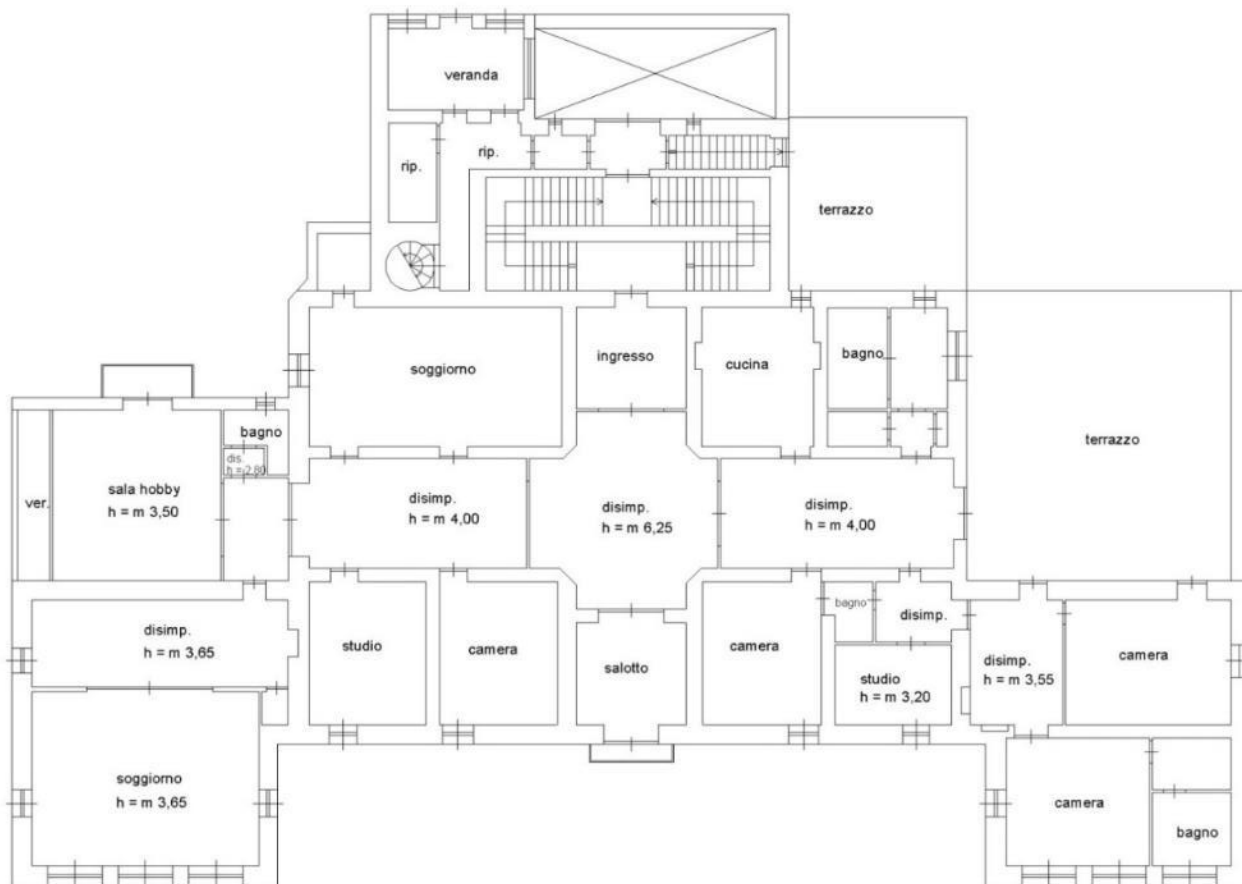 veranda
rip.
rip.
terrazzo
ingresso
bagno
cucina
soggiorno
bagno
terrazzo
dis.
h = 2,80
sala hobby
h = m 3,50
ver.
disimp.
h = m 4,00
disimp.
h = m 6,25
disimp.
h = m 4,00
bagno
disimp.
disimp.
h = m 3,65
studio
camera
salotto
camera
camera
disimp.
h = m 3,55
studio
h = m 3,20
soggiorno
h = m 3,65
camera
bagno